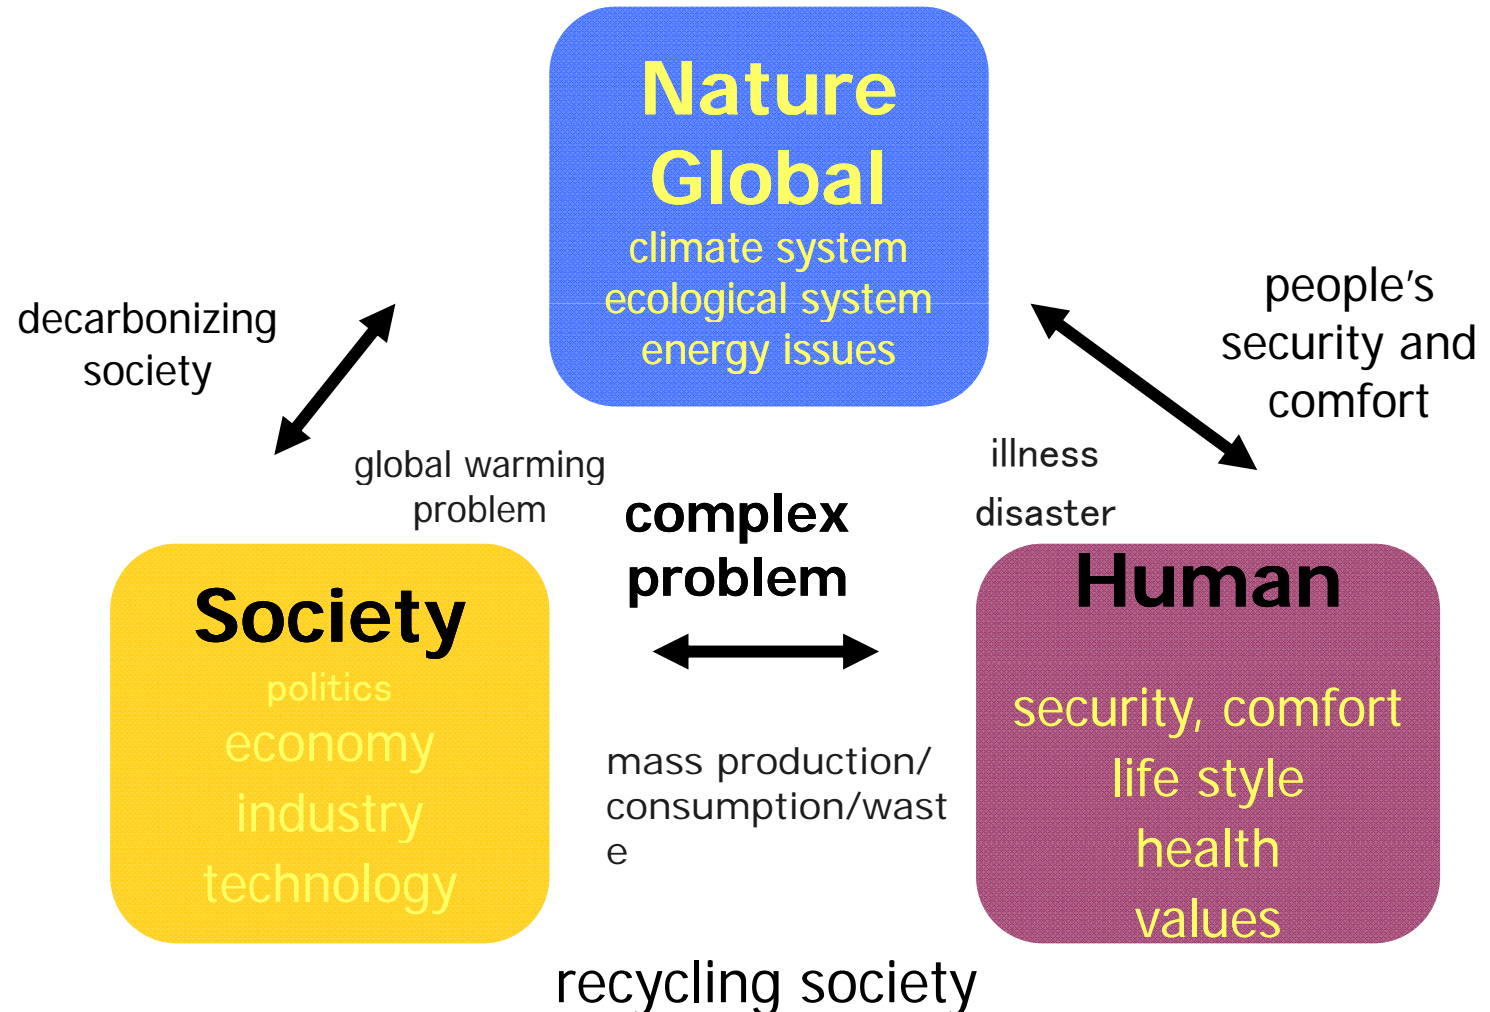 Nature
Global
climate system
ecological system
energy issues
decarbonizing
society
people's
security and
comfort
global warming
problem
complex
problem
illness
disaster
Society
politics
economy
industry
technology
mass production/
consumption/wast
e
Human
security, comfort
life style
health
values
recycling society